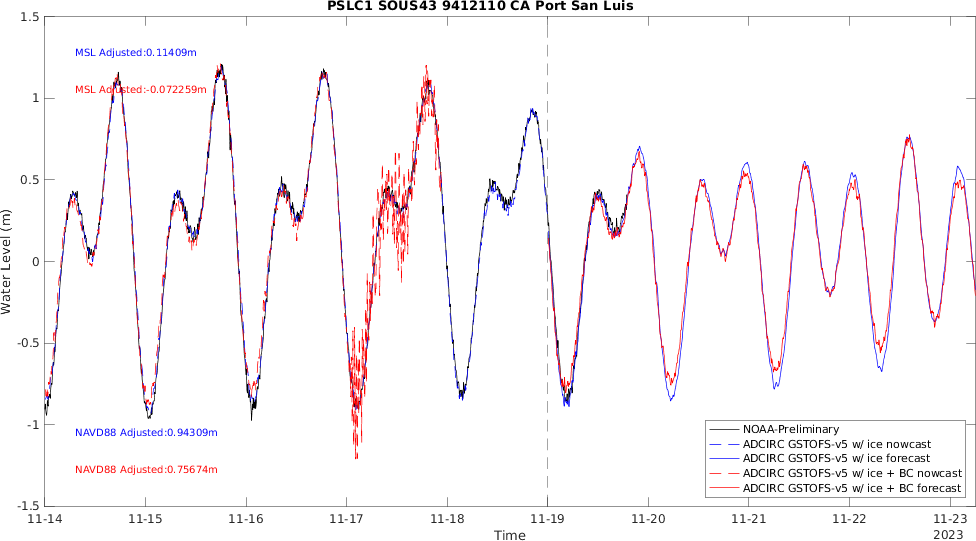 PSLC1 SOUS43 9412110 CA Port San Luis
1.5
MSL Adjusted:0.11409m
1
MSL Adjusted:-0.072259m
0.5
Water Level (m)
0
-0.5
-1
NAVD88 Adjusted:0.94309m
NAVD88 Adjusted:0.75674m
NOAA-Preliminary
ADCIRC GSTOFS-v5 w/ ice nowcast
ADCIRC GSTOFS-v5 w/ ice forecast
ADCIRC GSTOFS-v5 w/ ice + BC nowcast
ADCIRC GSTOFS-v5 w/ ice + BC forecast
-1.5
11-14 11-15 11-16 11-17 11-18 11-19 11-20 11-21 11-22 11-23
Time
2023